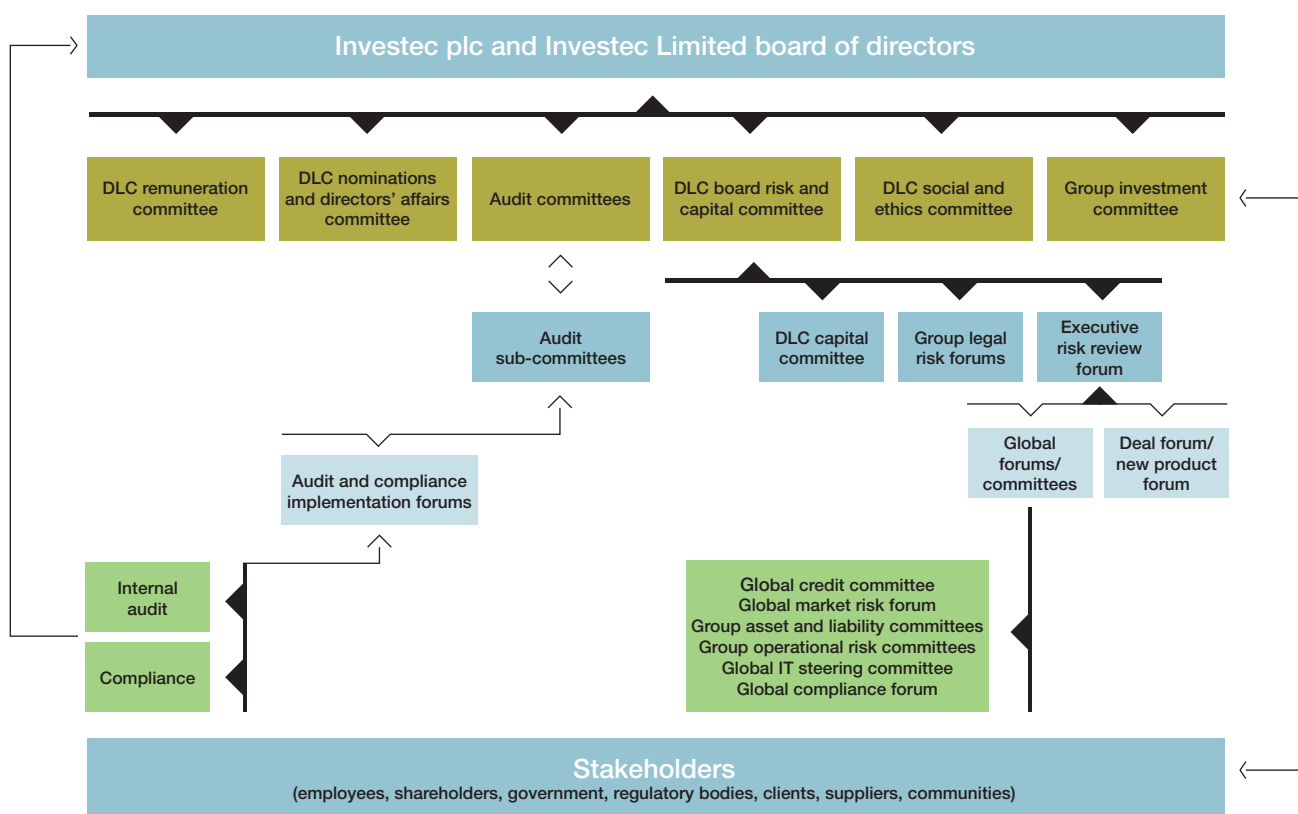 Investec plc and Investec Limited board of directors
DLC remuneration
committee
DLC nominations
and directors’ affairs
committee
Audit committees
DLC board risk and
capital committee
DLC social and
ethics committee
Group investment
committee
Audit
sub-committees
DLC capital
committee
Group legal
risk forums
Executive
risk review
forum
Global
forums/
committees
Deal forum/
new product
forum
Audit and compliance
implementation forums
Internal
audit
Compliance
Global credit committee
Global market risk forum
Group asset and liability committees
Group operational risk committees
Global IT steering committee
Global compliance forum
Stakeholders
(employees, shareholders, government, regulatory bodies, clients, suppliers, communities)